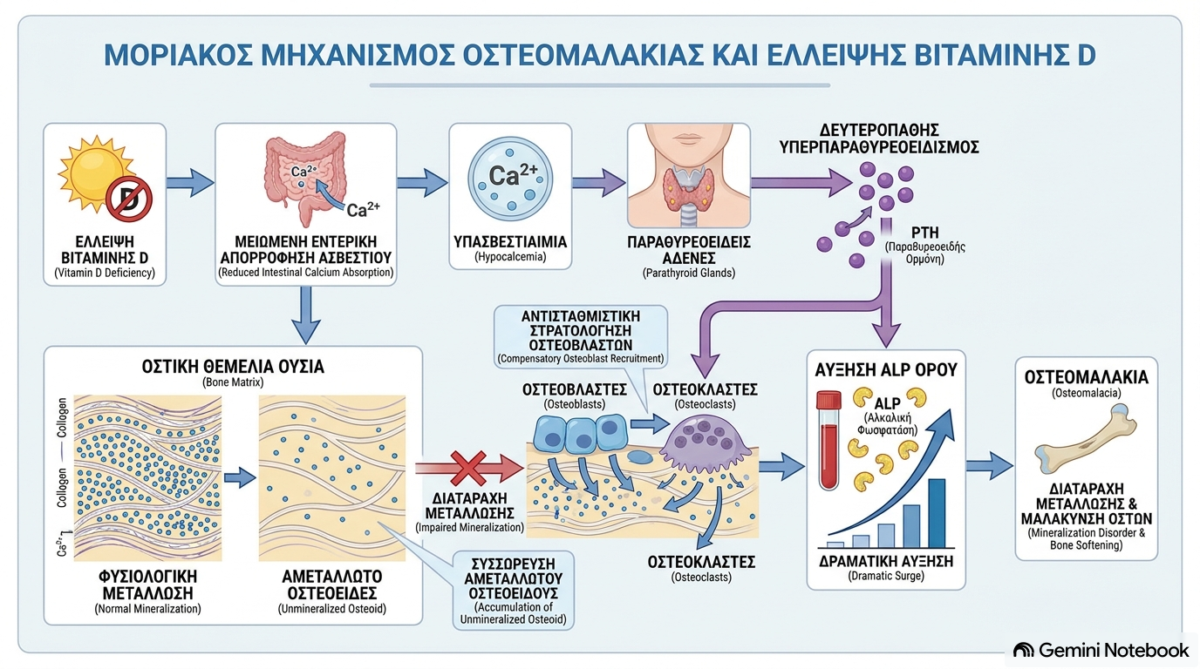 ΜΟΡΙΑΚΟΣ ΜΗΧΑΝΙΣΜΟΣ ΟΣΤΕΟΜΑΛΑΚΙΑΣ ΚΑΙ ΕΛΛΕΙΨΗΣ ΒΙΤΑΜΙΝΗΣ D
D
ΕΛΛΕΙΨΗ
ΒΙΤΑΜΙΝΗΣ D
(Vitamin D Deficiency)
Ca²⁺
Ca²⁺
ΜΕΙΩΜΕΝΗ ΕΝΤΕΡΙΚΗ
ΑΠΟΡΡΟΦΗΣΗ ΑΣΒΕΣΤΙΟΥ
(Reduced Intestinal Calcium Absorption)
Ca²⁺
ΥΠΑΣΒΕΣΤΙΑΙΜΙΑ
(Hypocalcemia)
ΠΑΡΑΘΥΡΕΟΕΙΔΕΙΣ
ΑΔΕΝΕΣ
(Parathyroid Glands)
ΔΕΥΤΕΡΟΠΑΘΗΣ
ΥΠΕΡΠΑΡΑΘΥΡΕΟΕΙΔΙΣΜΟΣ
PTH
(Παραθυρεοειδής
Ορμόνη)
ΟΣΤΙΚΗ ΘΕΜΕΛΙΑ ΟΥΣΙΑ
(Bone Matrix)
Collagen
Collagen
Ca²⁺
ΦΥΣΙΟΛΟΓΙΚΗ
ΜΕΤΑΛΛΩΣΗ
(Normal Mineralization)
ΑΜΕΤΑΛΛΩΤΟ
ΟΣΤΕΟΕΙΔΕΣ
(Unmineralized Osteoid)
ΔΙΑΤΑΡΑΧΗ
ΜΕΤΑΛΛΩΣΗΣ
(Impaired Mineralization)
ΣΥΣΣΩΡΕΥΣΗ
ΑΜΕΤΑΛΛΩΤΟΥ
ΟΣΤΕΟΕΙΔΟΥΣ
(Accumulation of
Unmineralized Osteoid)
ΑΝΤΙΣΤΑΘΜΙΣΤΙΚΗ
ΣΤΡΑΤΟΛΟΓΗΣΗ
ΟΣΤΕΟΒΛΑΣΤΩΝ
(Compensatory Osteoblast Recruitment)
ΟΣΤΕΟΒΛΑΣΤΕΣ
(Osteoblasts)
ΟΣΤΕΟΚΛΑΣΤΕΣ
(Osteoclasts)
ΟΣΤΕΟΚΛΑΣΤΕΣ
(Osteoclasts)
ΑΥΞΗΣΗ ALP ΟΡΟΥ
ALP
(Αλκαλική
Φωσφατάση)
ΔΡΑΜΑΤΙΚΗ ΑΥΞΗΣΗ
(Dramatic Surge)
ΟΣΤΕΟΜΑΛΑΚΙΑ
(Osteomalacia)
ΔΙΑΤΑΡΑΧΗ
ΜΕΤΑΛΛΩΣΗΣ &
ΜΑΛΑΚΥΝΣΗ ΟΣΤΩΝ
(Mineralization Disorder &
Bone Softening)
Gemini Notebook